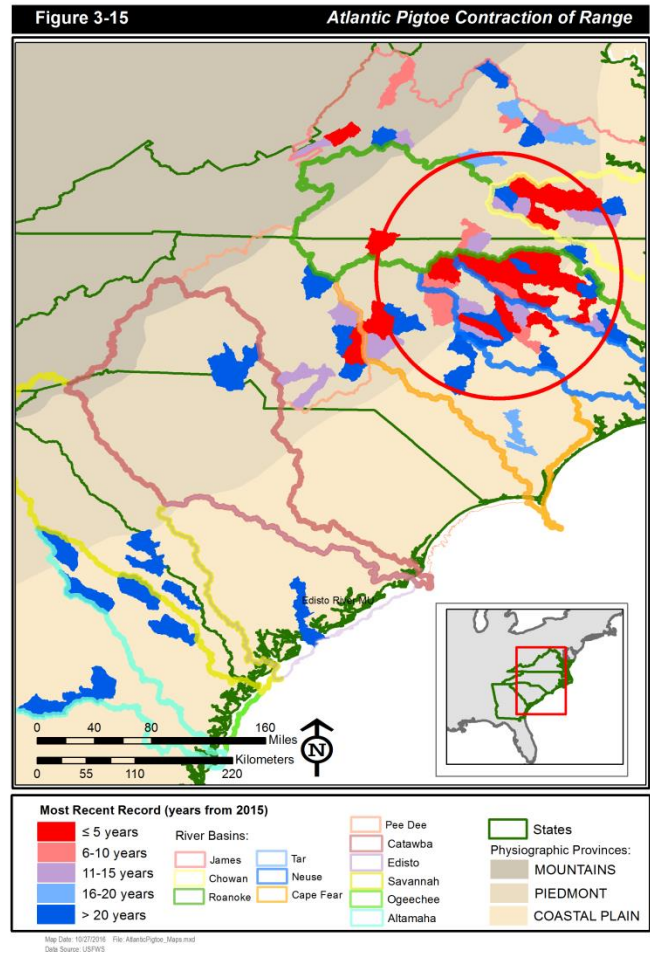 Figure 3-15
Atlantic Pigtoe Contraction of Range
Edisto River MU
0 40 80 160
Miles
Kilometers
0 55 110 220
N
Most Recent Record (years from 2015)
≤ 5 years
6-10 years
11-15 years
16-20 years
> 20 years
River Basins:
James
Chowan
Roanoke
Tar
Neuse
Cape Fear
Pee Dee
Catawba
Edisto
Savannah
Ogeechee
Altamaha
States
Physiographic Provinces:
MOUNTAINS
PIEDMONT
COASTAL PLAIN
Map Date: 10/27/2016 File: AtlanticPigtoe_Maps.mxd
Data Source: USFWS